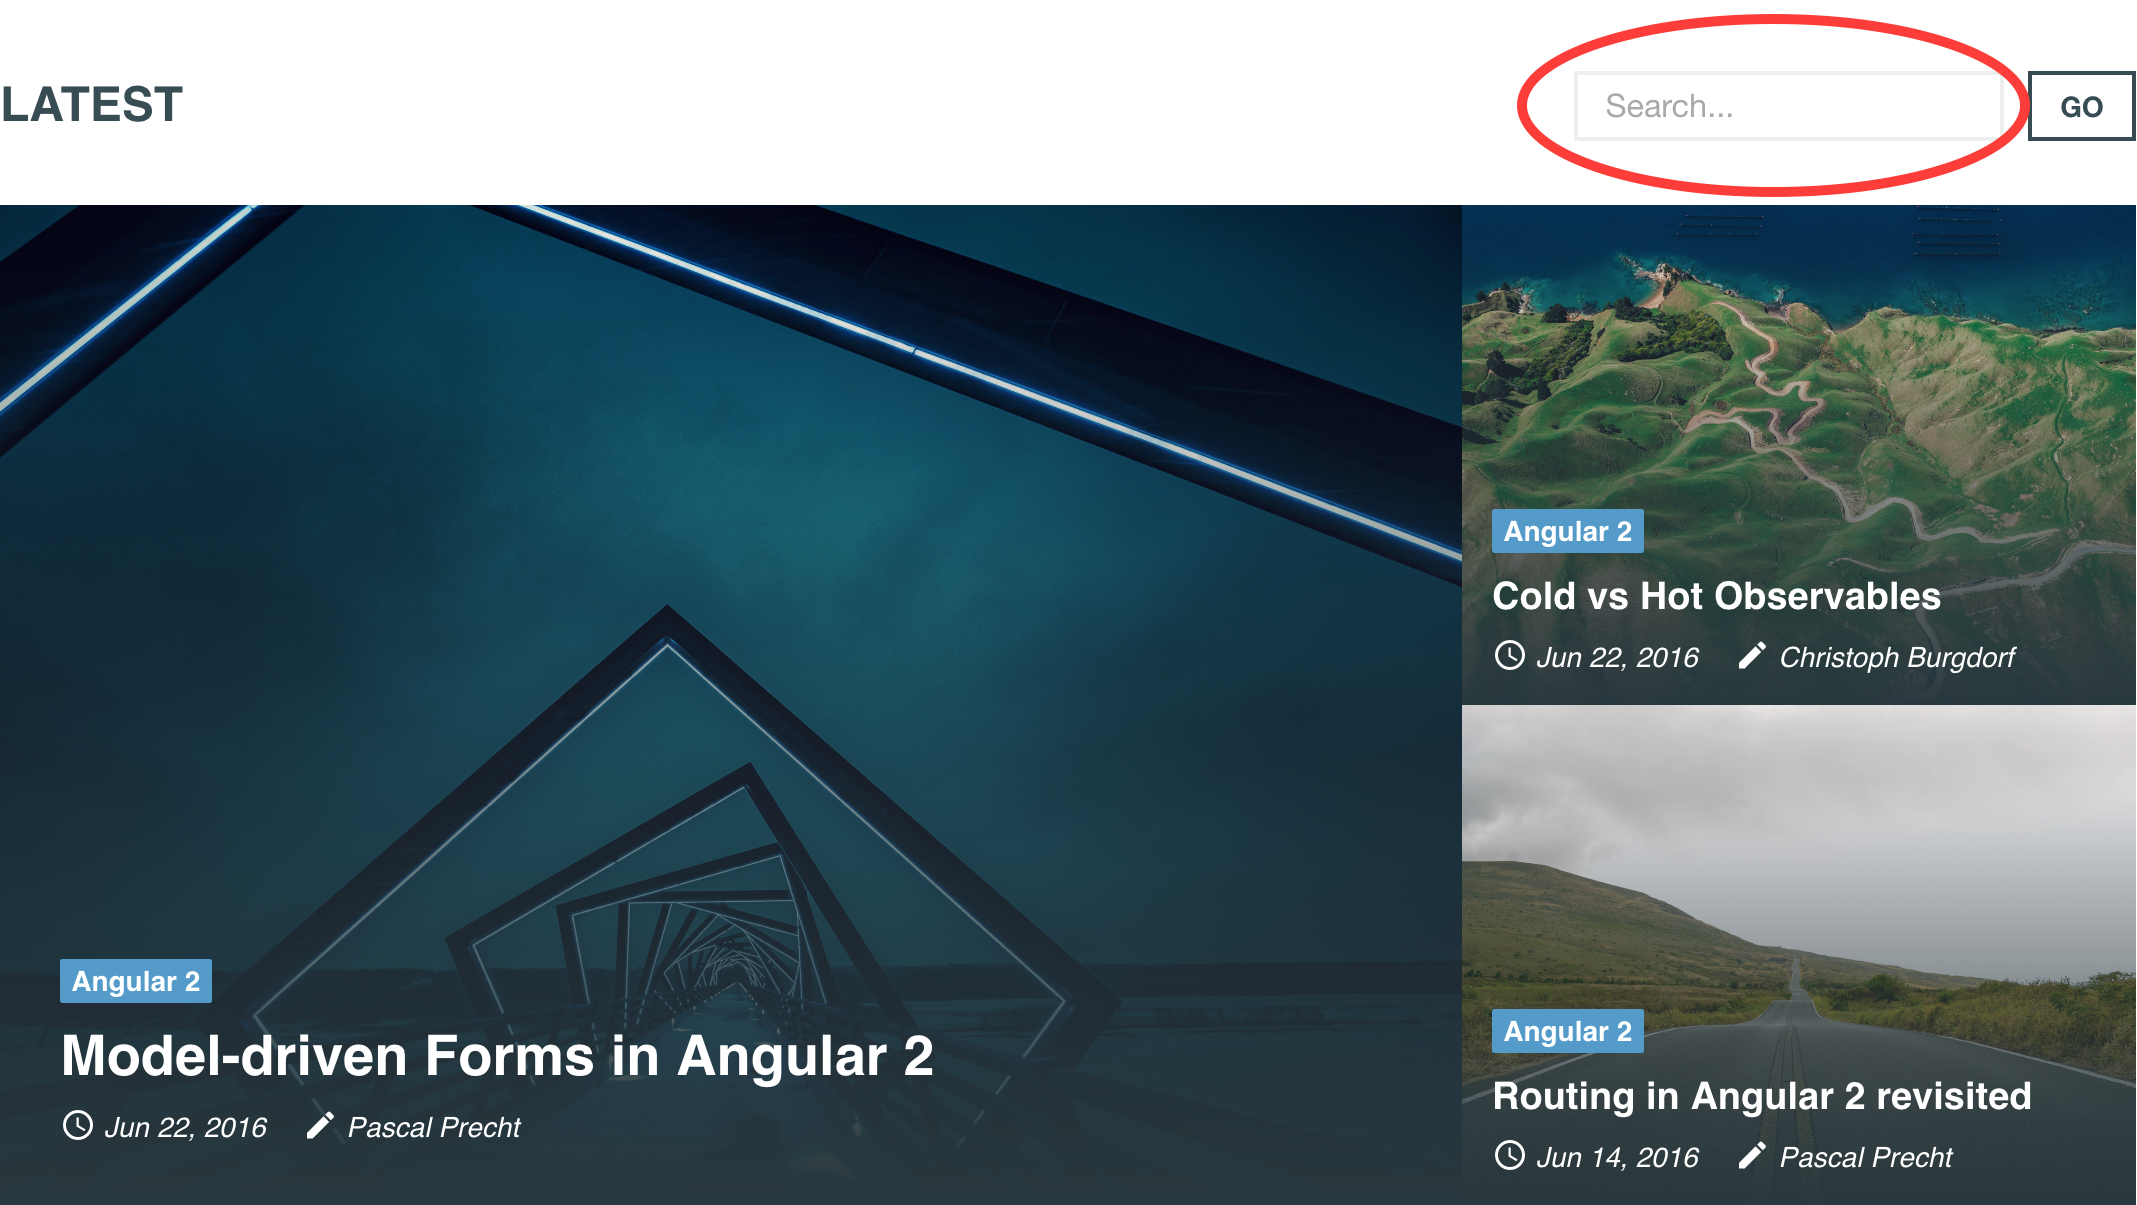 LATEST
Search...
GO
Angular 2
Model-driven Forms in Angular 2
Jun 22, 2016 Pascal Precht
Angular 2
Cold vs Hot Observables
Jun 22, 2016 Christoph Burgdorf
Angular 2
Routing in Angular 2 revisited
Jun 14, 2016 Pascal Precht